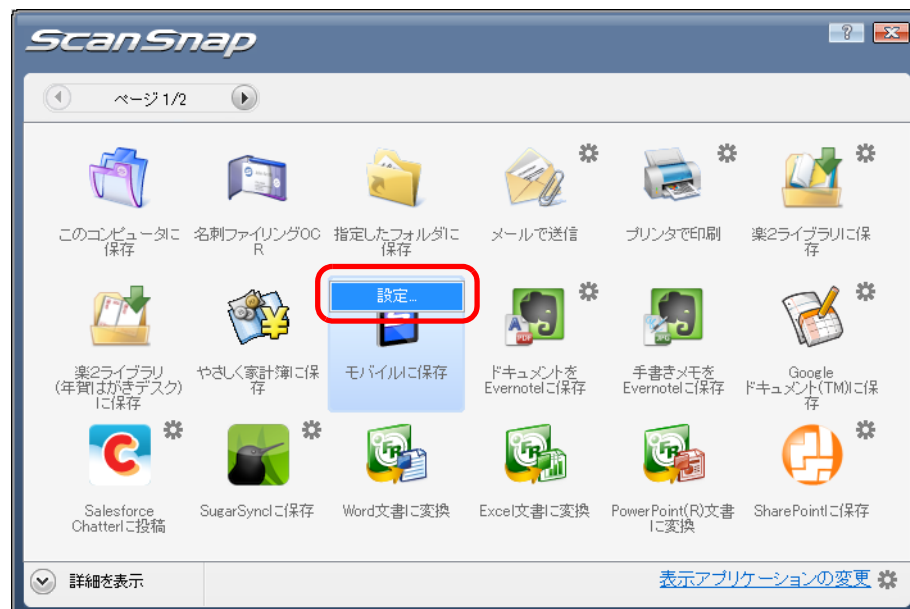 ScanSnap
?
ページ 1/2
このコンピュータに
保存
名刺ファイリングOC
R
指定したフォルダに
保存
メールで送信
プリンタで印刷
楽2ライブラリに保
存
設定...
楽2ライブラリ
(年賀はがきデスク)
に保存
やさしく家計簿に保
存
モバイルに保存
ドキュメントを
Evernoteに保存
手書きメモを
Evernoteに保存
Google
ドキュメント(TM)に保
存
Salesforce
Chatterに投稿
SugarSyncに保存
Word文書に変換
Excel文書に変換
PowerPoint(R)文書
に変換
SharePointに保存
詳細を表示
表示アプリケーションの変更